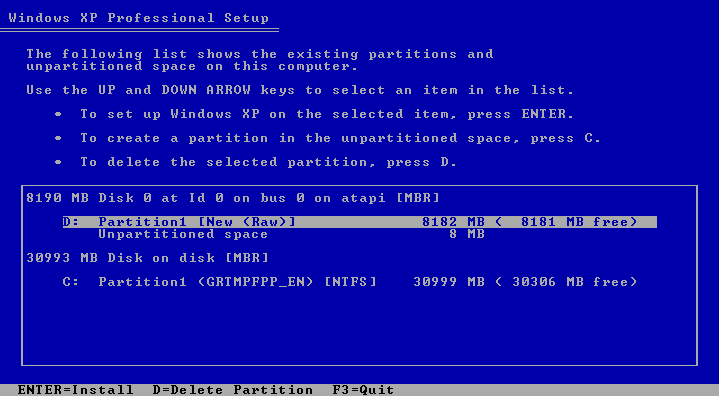 Windows XP Professional Setup
The following list shows the existing partitions and
unpartitioned space on this computer.
Use the UP and DOWN ARROW keys to select an item in the list.
• To set up Windows XP on the selected item, press ENTER.
• To create a partition in the unpartitioned space, press C.
• To delete the selected partition, press D.
8190 MB Disk 0 at Id 0 on bus 0 on atapi [MBR]
D: Partition1 [New (Raw)] 8182 MB ( 8181 MB free)
Unpartitioned space 8 MB
30993 MB Disk on disk [MBR]
C: Partition1 (GRTMPFPP_EN) [NTFS] 30999 MB ( 30306 MB free)
ENTER=Install D=Delete Partition F3=Quit